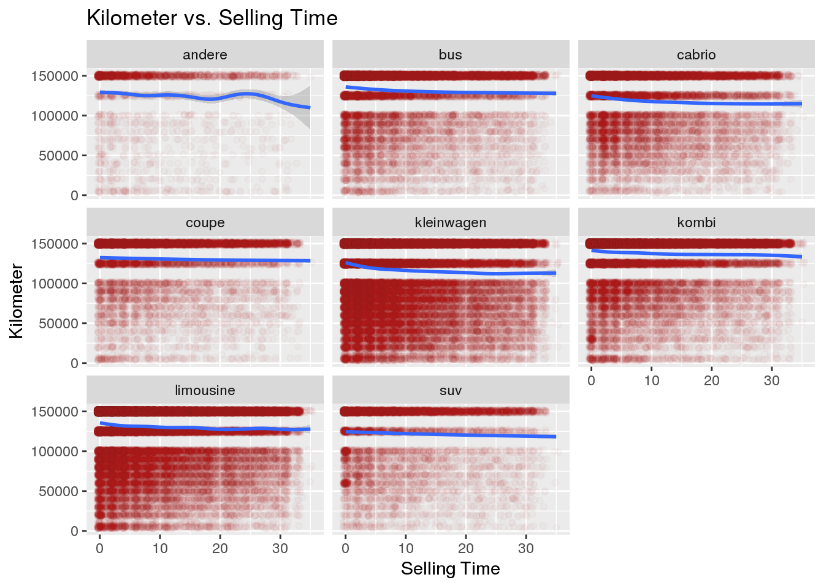 Kilometer vs. Selling Time
andere bus cabrio
150000
100000
50000
0
coupe kleinwagen kombi
150000
100000
50000
0
0 10 20 30
limousine suv
150000
100000
50000
0
0 10 20 30 0 10 20 30
Kilometer
Selling Time